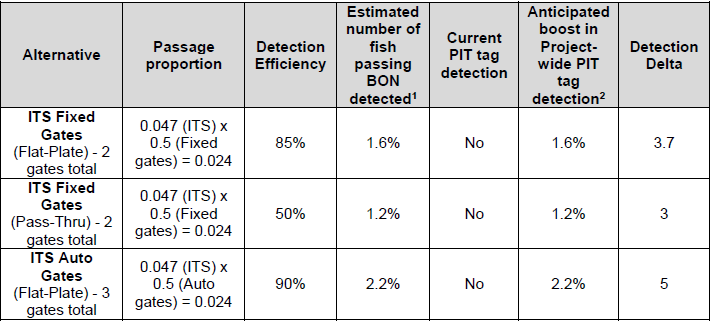 Alternative
Passage
proportion
Detection
Efficiency
Estimated
number of
fish
passing
BON
detected1
Current
PIT tag
detection
Anticipated
boost in
Project-
wide PIT
tag
detection2
Detection
Delta
ITS Fixed
Gates
(Flat-Plate) - 2
gates total
0.047 (ITS) x
0.5 (Fixed
gates) = 0.024
85%
1.6%
No
1.6%
3.7
ITS Fixed
Gates
(Pass-Thru) - 2
gates total
0.047 (ITS) x
0.5 (Fixed
gates) = 0.024
50%
1.2%
No
1.2%
3
ITS Auto
Gates
(Flat-Plate) - 3
gates total
0.047 (ITS) x
0.5 (Auto
gates) = 0.024
90%
2.2%
No
2.2%
5